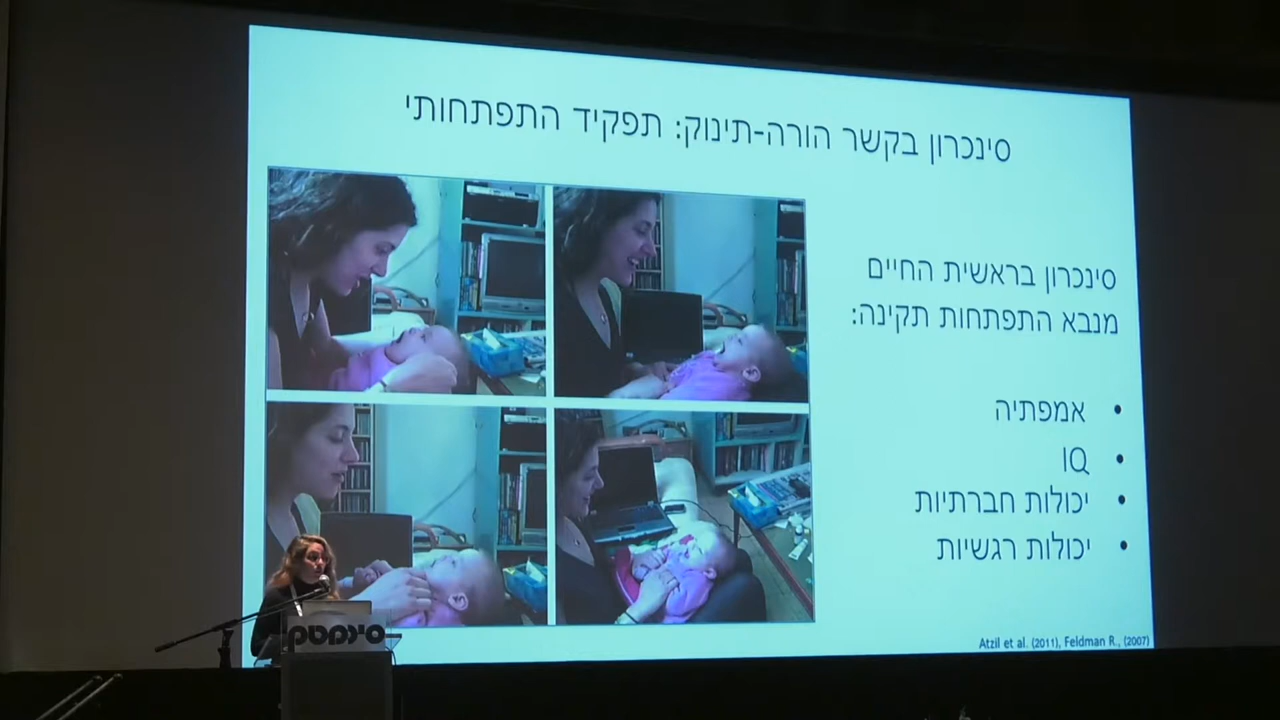 סינכרון בקשר הורה-תינוק: תפקיד התפתחותי
סינכרון בראשית החיים
מנבא התפתחות תקינה:
• אמפתיה
• IQ
• יכולות חברתיות
• יכולות רגשיות
Atzil et al. (2011), Feldman R., (2007)
סינמטק